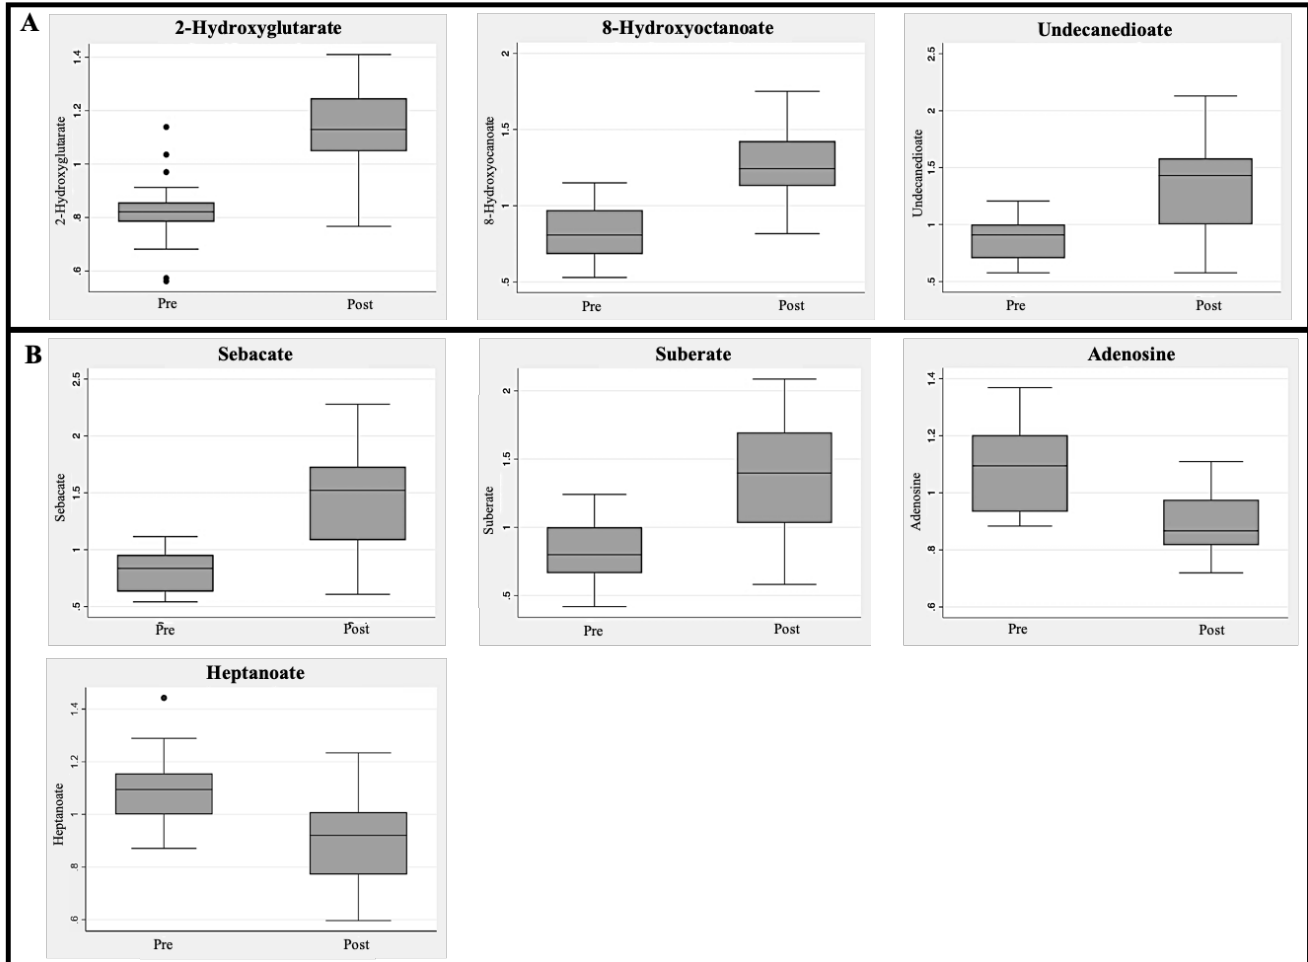 A
2-Hydroxyglutarate
2-Hydroxyglutarate
1.4
1.2
1
.8
.6
Pre Post
8-Hydroxyoctanoate
8-Hydroxyocanoate
2
1.5
1
.5
Pre Post
Undecanedioate
Undecanedioate
2.5
2
1.5
1
.5
Pre Post
B
Sebacate
Sebacate
2.5
2
1.5
1
.5
Pre Post
Suberate
Suberate
2
1.5
1
.5
Pre Post
Adenosine
Adenosine
1.4
1.2
1
.8
.6
Pre Post
Heptanoate
Heptanoate
1.4
1.2
1
.8
.6
Pre Post